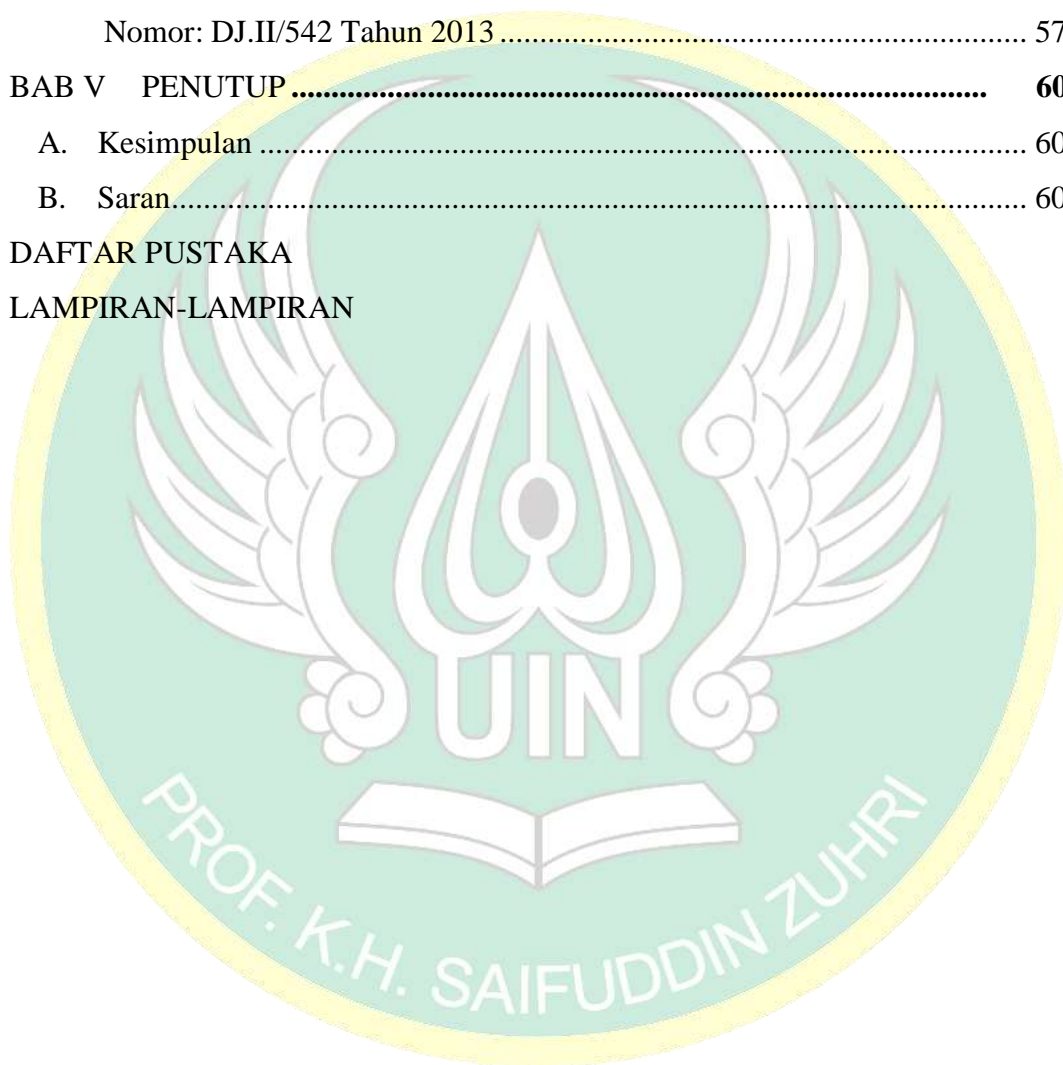 Nomor: DJ.II/542 Tahun 2013 ........................................................................................ 57
BAB V PENUTUP ................................................................................... 60
A. Kesimpulan ................................................................................................ 60
B. Saran ........................................................................................................... 60
DAFTAR PUSTAKA
LAMPIRAN-LAMPIRAN
UIN
PROF. K.H. SAIFUDDIN ZUHRI